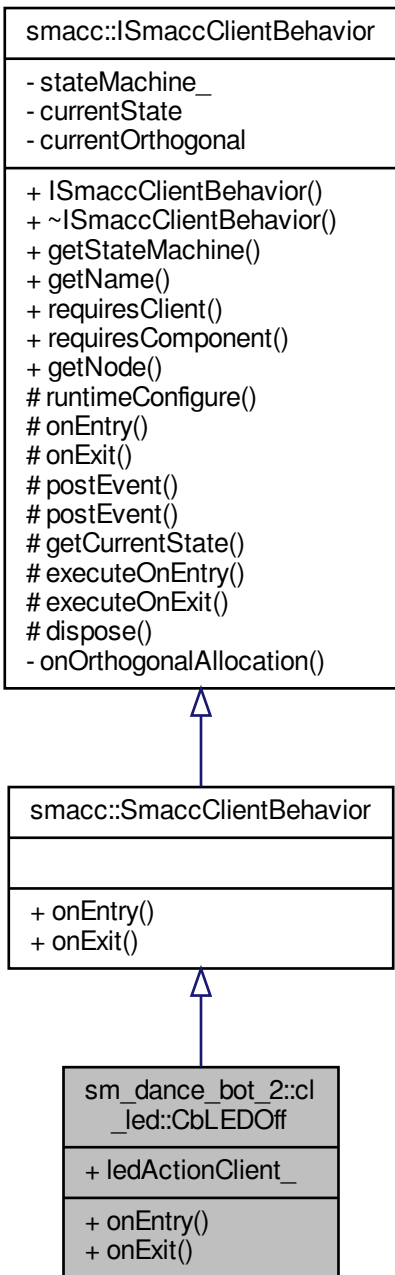 smacc::ISmaccClientBehavior
- stateMachine_
- currentState
- currentOrthogonal
+ ISmaccClientBehavior()
+ ~ISmaccClientBehavior()
+ getStateMachine()
+ getName()
+ requiresClient()
+ requiresComponent()
+ getNode()
# runtimeConfigure()
# onEntry()
# onExit()
# postEvent()
# postEvent()
# getCurrentState()
# executeOnEntry()
# executeOnExit()
# dispose()
- onOrthogonalAllocation()
smacc::SmaccClientBehavior
+ onEntry()
+ onExit()
sm_dance_bot_2::cl
_led::CbLEDOff
+ ledActionClient_
+ onEntry()
+ onExit()